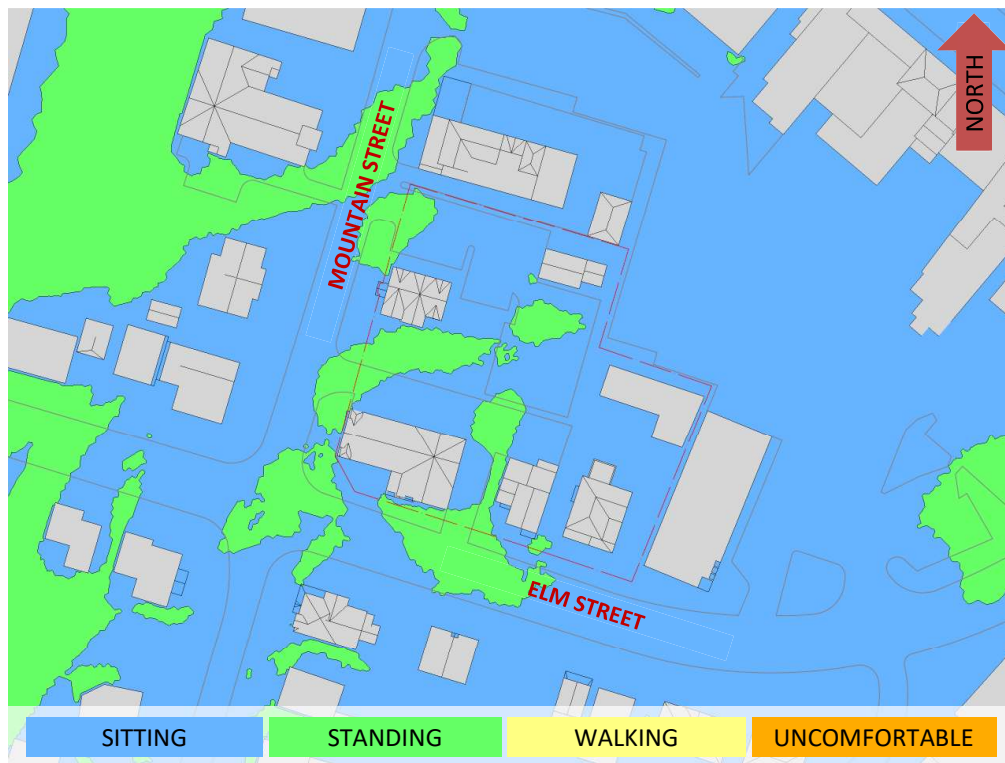 NORTH
MOUNTAIN STREET
ELM STREET
SITTING
STANDING
WALKING
UNCOMFORTABLE